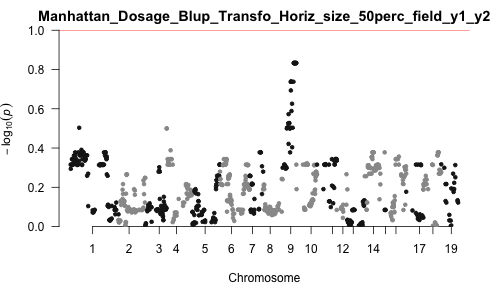 Manhattan_Dosage_Blup_Transfo_Horiz_size_50perc_field_y1_y2
1.0
0.8
0.6
0.4
0.2
0.0
− log₁₀(p)
1 2 3 4 5 6 7 8 9 10 12 14 17 19
Chromosome